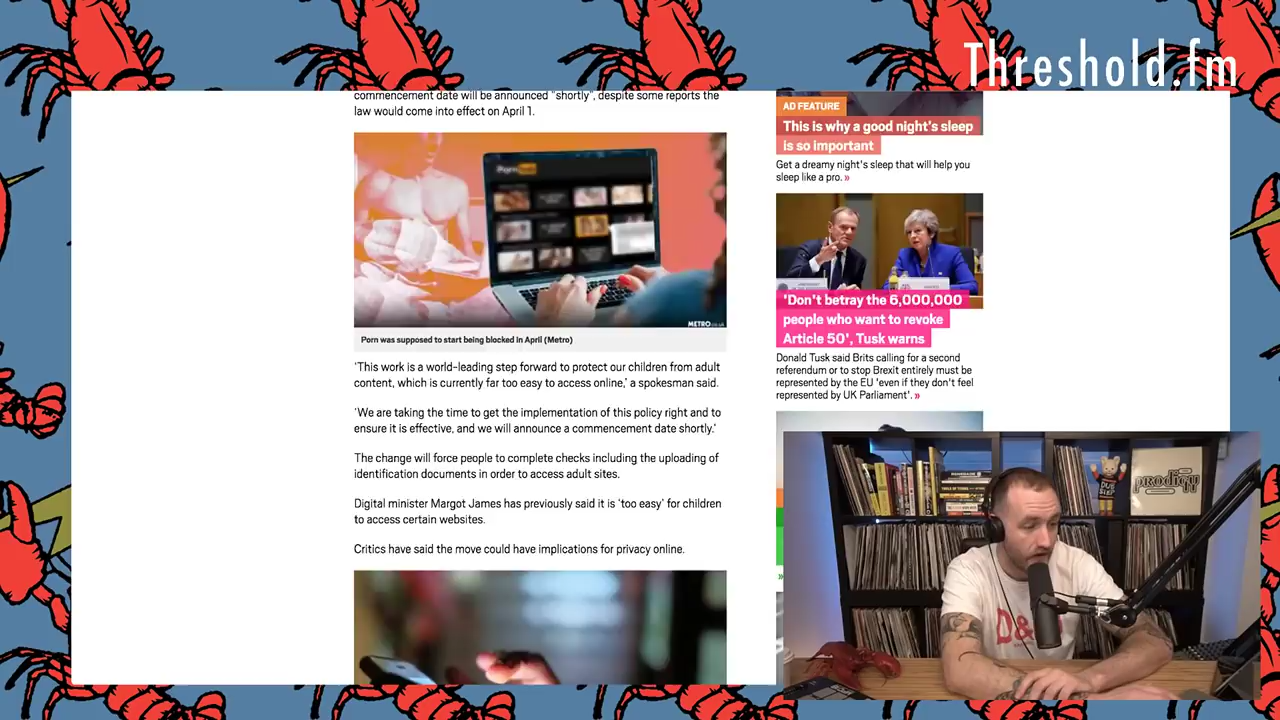 Threshold.fm
commencement date will be announced "shortly", despite some reports the
law would come into effect on April 1.
METRO.co.uk
Porn was supposed to start being blocked in April (Metro)
'This work is a world-leading step forward to protect our children from adult
content, which is currently far too easy to access online,' a spokesman said.
'We are taking the time to get the implementation of this policy right and to
ensure it is effective, and we will announce a commencement date shortly.'
The change will force people to complete checks including the uploading of
identification documents in order to access adult sites.
Digital minister Margot James has previously said it is 'too easy' for children
to access certain websites.
Critics have said the move could have implications for privacy online.
AD FEATURE
This is why a good night's sleep
is so important
Get a dreamy night's sleep that will help you
sleep like a pro. »
'Don't betray the 6,000,000
people who want to revoke
Article 50', Tusk warns
Donald Tusk said Brits calling for a second
referendum or to stop Brexit entirely must be
represented by the EU 'even if they don't feel
represented by UK Parliament'. »
»
prodigy